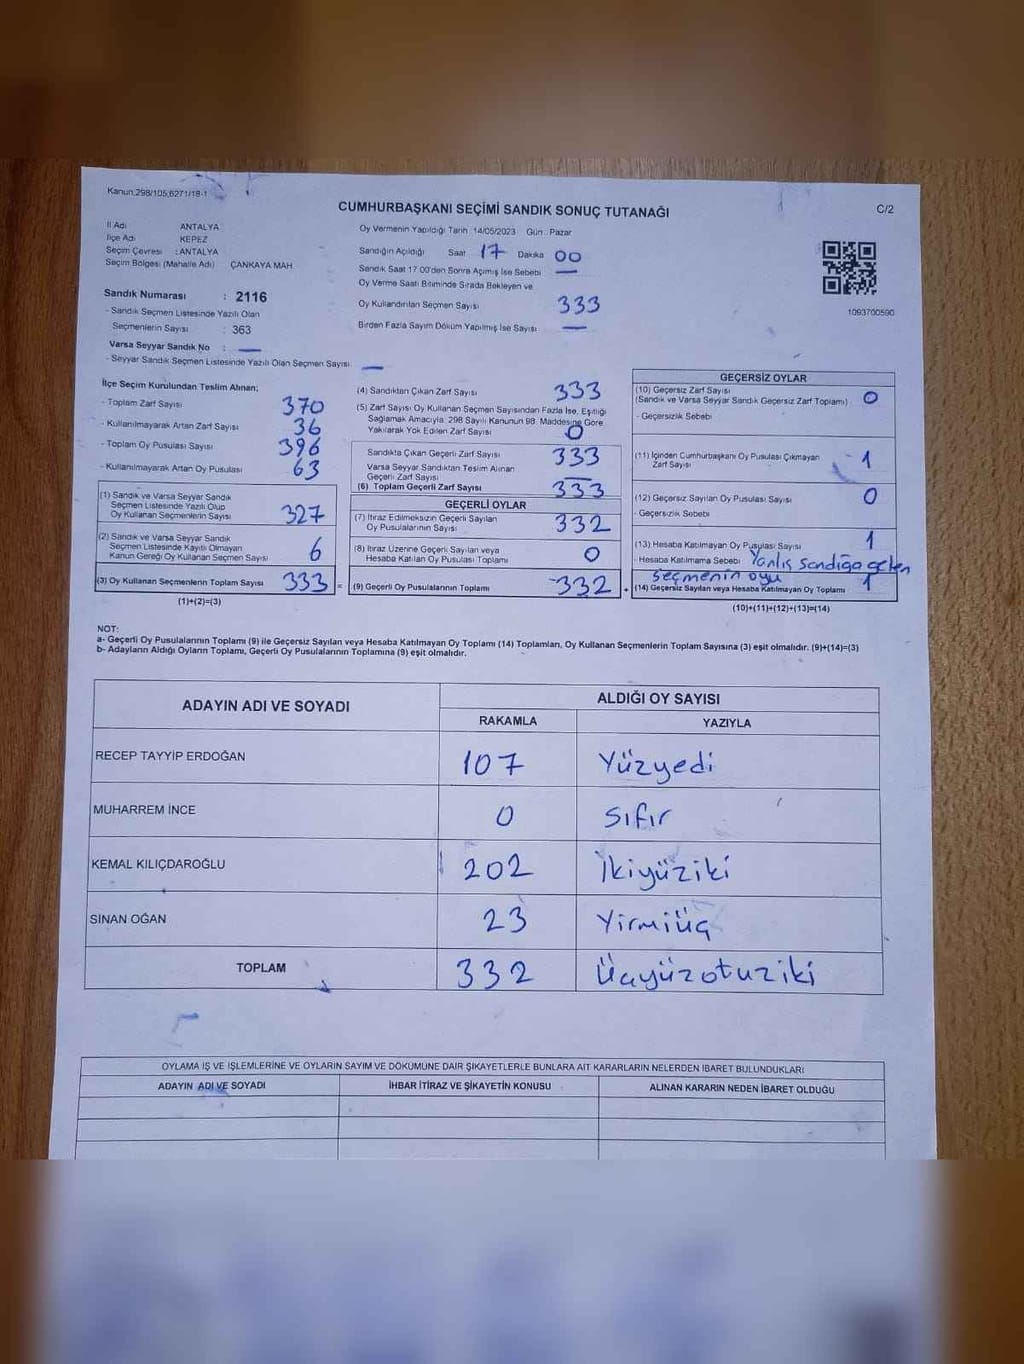 Kanun,298/105;6271/18-1
C/2
CUMHURBAŞKANI SEÇİMİ SANDIK SONUÇ TUTANAĞI
İl Adı ANTALYA
İlçe Adı KEPEZ
Seçim Çevresi : ANTALYA
Seçim Bölgesi (Mahalle Adı) ÇANKAYA MAH.
Sandık Numarası : 2116
- Sandık Seçmen Listesinde Yazılı Olan
Seçmenlerin Sayısı : 363
Varsa Seyyar Sandık No : —
- Seyyar Sandık Seçmen Listesinde Yazılı Olan Seçmen Sayısı —
Oy Vermenin Yapıldığı Tarih 14/05/2023 Gün Pazar
Sandığın Açıldığı Saat 17 Dakika 00
Sandık Saat 17 00'den Sonra Açımış İse Sebebi —
Oy Verme Saati Bitiminde Sırada Bekleyen ve
Oy Kullandırılan Seçmen Sayısı 333
Birden Fazla Sayım Döküm Yapılmış İse Sayısı —
1093700590
İlçe Seçim Kurulundan Teslim Alınan;
- Toplam Zarf Sayısı 370
- Kullanılmayarak Artan Zarf Sayısı 36
- Toplam Oy Pusulası Sayısı 396
- Kullanılmayarak Artan Oy Pusulası 63
(1) Sandık ve Varsa Seyyar Sandık
Seçmen Listesinde Yazılı Olup
Oy Kullanan Seçmenlerin Sayısı 327
(2) Sandık ve Varsa Seyyar Sandık
Seçmen Listesinde Kayıtlı Olmayan
Kanun Gereği Oy Kullanan Seçmen Sayısı 6
(3) Oy Kullanan Seçmenlerin Toplam Sayısı 333 =
(1)+(2)=(3)
(4) Sandıktan Çıkan Zarf Sayısı 333
(5) Zarf Sayısı Oy Kullanan Seçmen Sayısından Fazla İse, Eşitliği
Sağlamak Amacıyla 298 Sayılı Kanunun 98. Maddesine Göre
Yakılarak Yok Edilen Zarf Sayısı 0
Sandıkta Çıkan Geçerli Zarf Sayısı 333
Varsa Seyyar Sandıktan Teslim Alınan
Geçerli Zarf Sayısı —
(6) Toplam Geçerli Zarf Sayısı 333
GEÇERLİ OYLAR
(7) İtiraz Edilmeksizin Geçerli Sayılan
Oy Pusulalarının Sayısı 332
(8) İtiraz Üzerine Geçerli Sayılan veya
Hesaba Katılan Oy Pusulası Toplamı 0
(9) Geçerli Oy Pusulalarının Toplamı 332 +
GEÇERSİZ OYLAR
(10) Geçersiz Zarf Sayısı
(Sandık ve Varsa Seyyar Sandık Geçersiz Zarf Toplamı) 0
- Geçersizlik Sebebi
(11) İçinden Cumhurbaşkanı Oy Pusulası Çıkmayan
Zarf Sayısı 1
(12) Geçersiz Sayılan Oy Pusulası Sayısı 0
- Geçersizlik Sebebi
(13) Hesaba Katılmayan Oy Pusulası Sayısı 1
- Hesaba Katılmama Sebebi Yanlış sandığa gelen
seçmenin oyu
(14) Geçersiz Sayılan veya Hesaba Katılmayan Oy Toplamı 1
(10)+(11)+(12)+(13)=(14)
NOT:
a- Geçerli Oy Pusulalarının Toplamı (9) ile Geçersiz Sayılan veya Hesaba Katılmayan Oy Toplamı (14) Toplamları, Oy Kullanan Seçmenlerin Toplam Sayısına (3) eşit olmalıdır. (9)+(14)=(3)
b- Adayların Aldığı Oyların Toplamı, Geçerli Oy Pusulalarının Toplamına (9) eşit olmalıdır.
ADAYIN ADI VE SOYADI ALDIĞI OY SAYISI
RAKAMLA YAZIYLA
RECEP TAYYİP ERDOĞAN 107 Yüzyedi
MUHARREM İNCE 0 Sıfır
KEMAL KILIÇDAROĞLU 202 İkiyüziki
SİNAN OĞAN 23 Yirmiüç
TOPLAM 332 Üçyüzotuziki
OYLAMA İŞ VE İŞLEMLERİNE VE OYLARIN SAYIM VE DÖKÜMÜNE DAİR ŞİKAYETLERLE BUNLARA AİT KARARLARIN NELERDEN İBARET BULUNDUKLARI
ADAYIN ADI VE SOYADI İHBAR İTİRAZ VE ŞİKAYETİN KONUSU ALINAN KARARIN NEDEN İBARET OLDUĞU